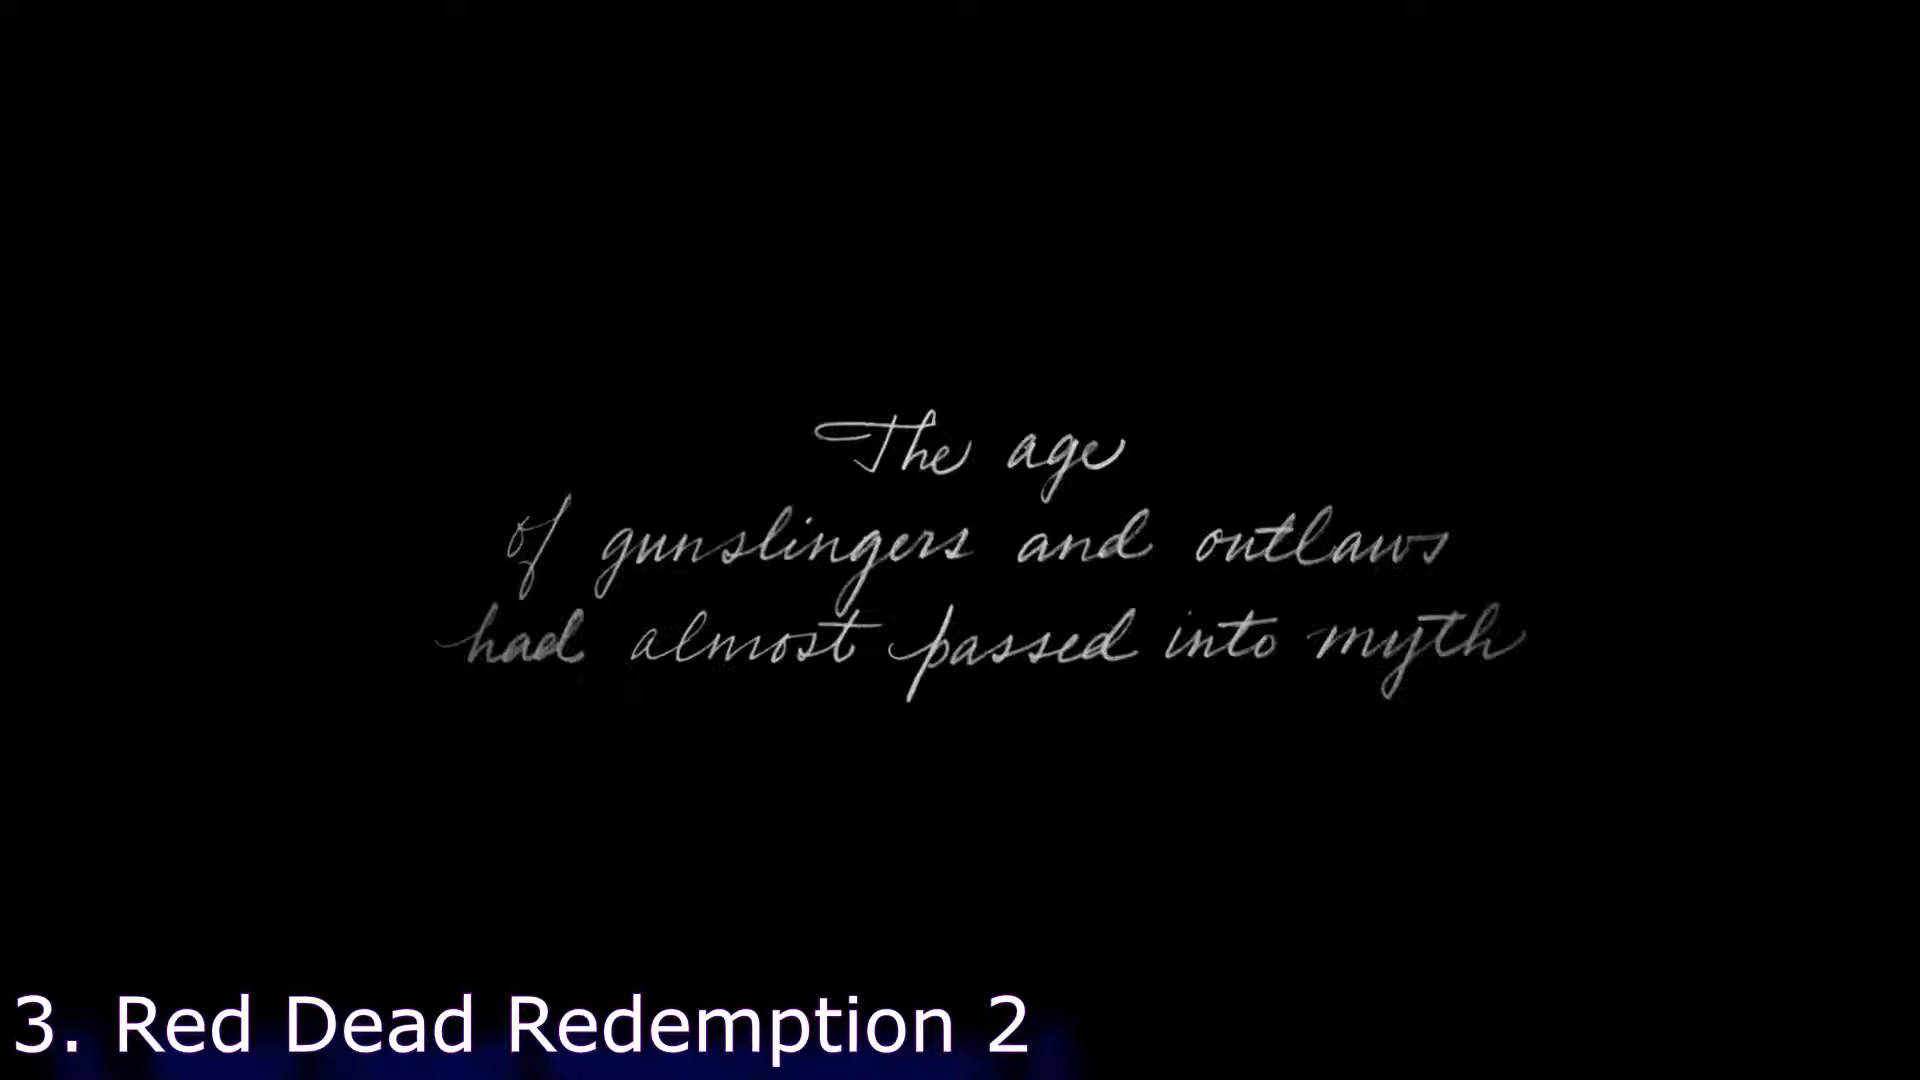 The age
of gunslingers and outlaws
had almost passed into myth
3. Red Dead Redemption 2